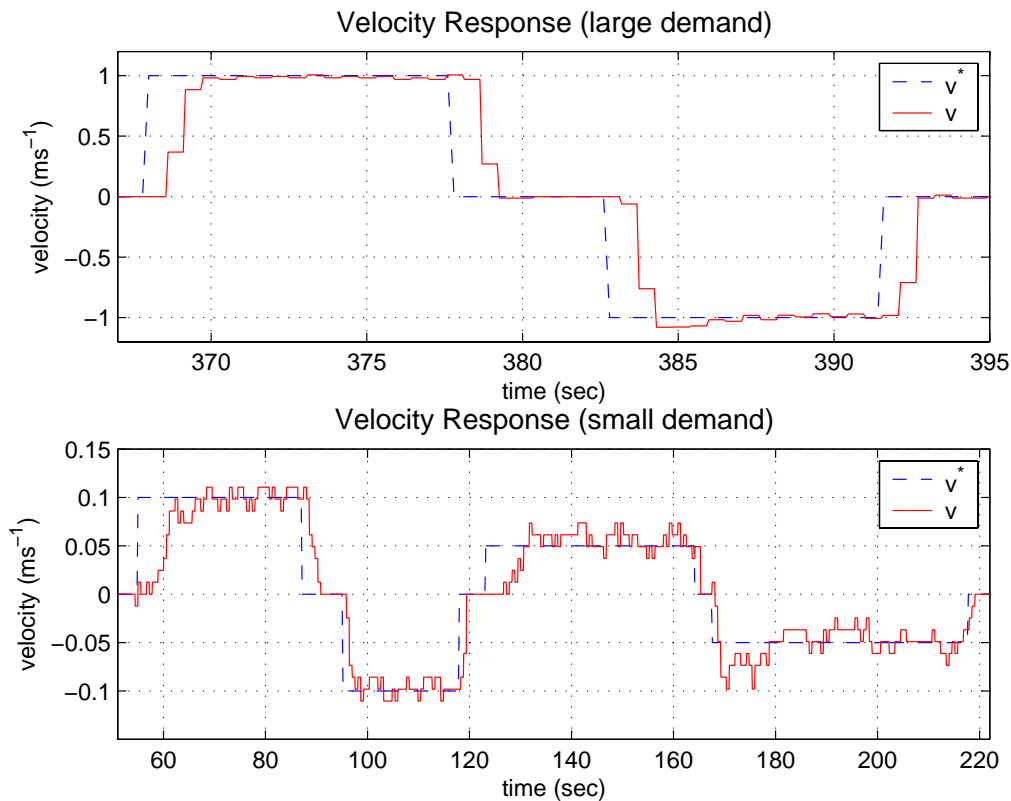 Velocity Response (large demand)
1
0.5
0
−0.5
−1
velocity (ms⁻¹)
v*
v
370
375
380
385
390
395
time (sec)
Velocity Response (small demand)
0.15
0.1
0.05
0
−0.05
−0.1
velocity (ms⁻¹)
v*
v
60
80
100
120
140
160
180
200
220
time (sec)